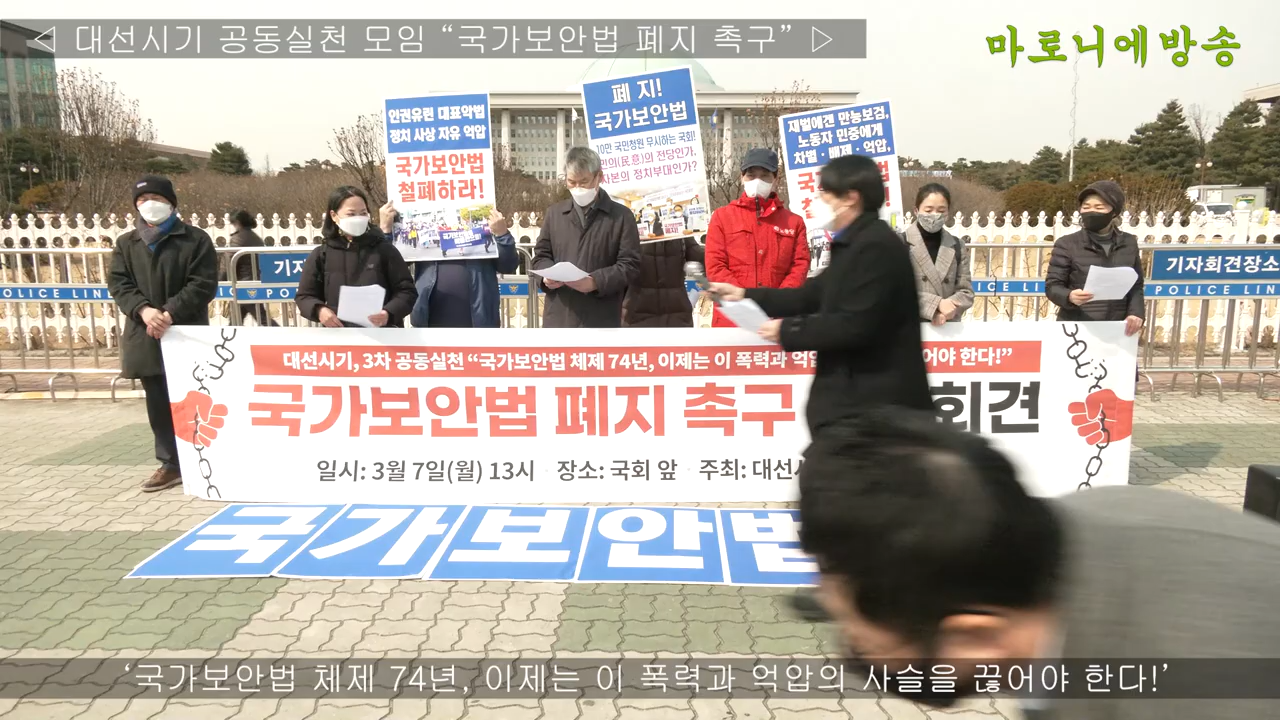 ◁ 대선시기 공동실천 모임 “국가보안법 폐지 촉구” ▷
마로니에방송
인권유린 대표악법
정치 사상 자유 억압
국가보안법
철폐하라!
폐 지!
국가보안법
10만 국민청원 무시하는 국회!
민의(民意)의 전당인가,
자본의 정치부대인가?
재벌에겐 만능보검,
노동자 민중에게
차별·배제·억압,
기자
POLICE LINE
기자회견장소
POLICE LINE
대선시기, 3차 공동실천 “국가보안법 체제 74년, 이제는 이 폭력과 억압 어야 한다!”
국가보안법 폐지 촉구 회견
일시: 3월 7일(월) 13시 장소: 국회 앞 주최: 대선시
국가보안법
‘국가보안법 체제 74년, 이제는 이 폭력과 억압의 사슬을 끊어야 한다!’